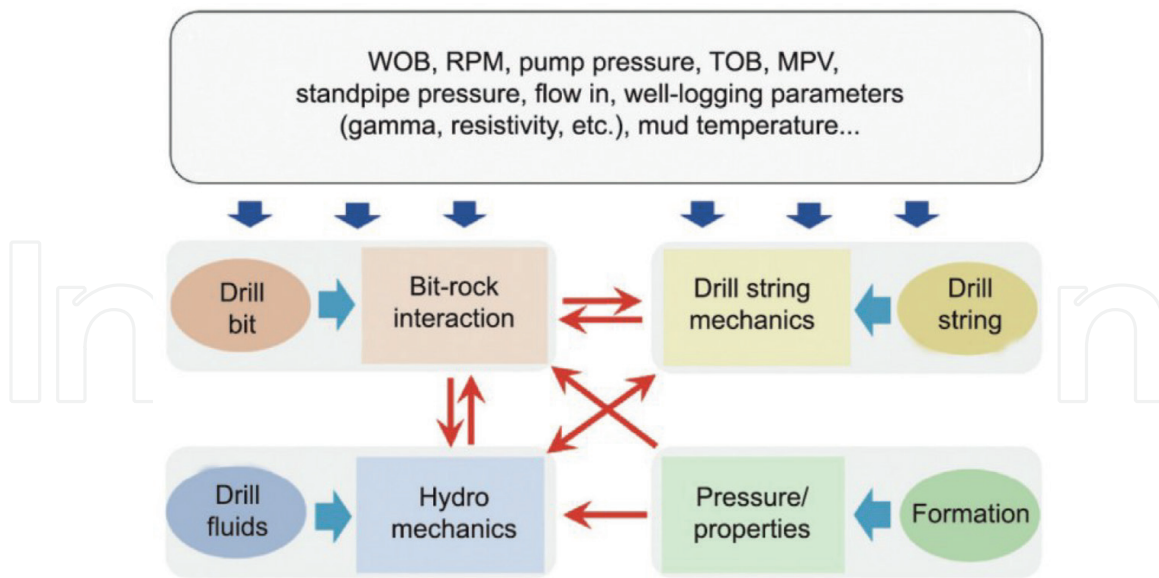 WOB, RPM, pump pressure, TOB, MPV,
standpipe pressure, flow in, well-logging parameters
(gamma, resistivity, etc.), mud temperature...
Drill
bit
Bit-rock
interaction
Drill string
mechanics
Drill
string
Drill
fluids
Hydro
mechanics
Pressure/
properties
Formation
In
n